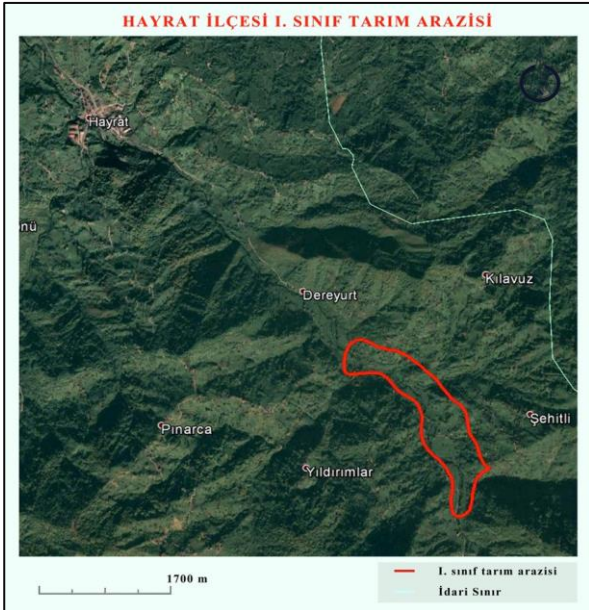 HAYRAT İLÇESİ I. SINIF TARIM ARAZİSİ
Hayrat
önü
Kılavuz
Dereyurt
Şehitli
Pınarca
Yıldırımlar
1700 m
I. sınıf tarım arazisi
İdari Sınır